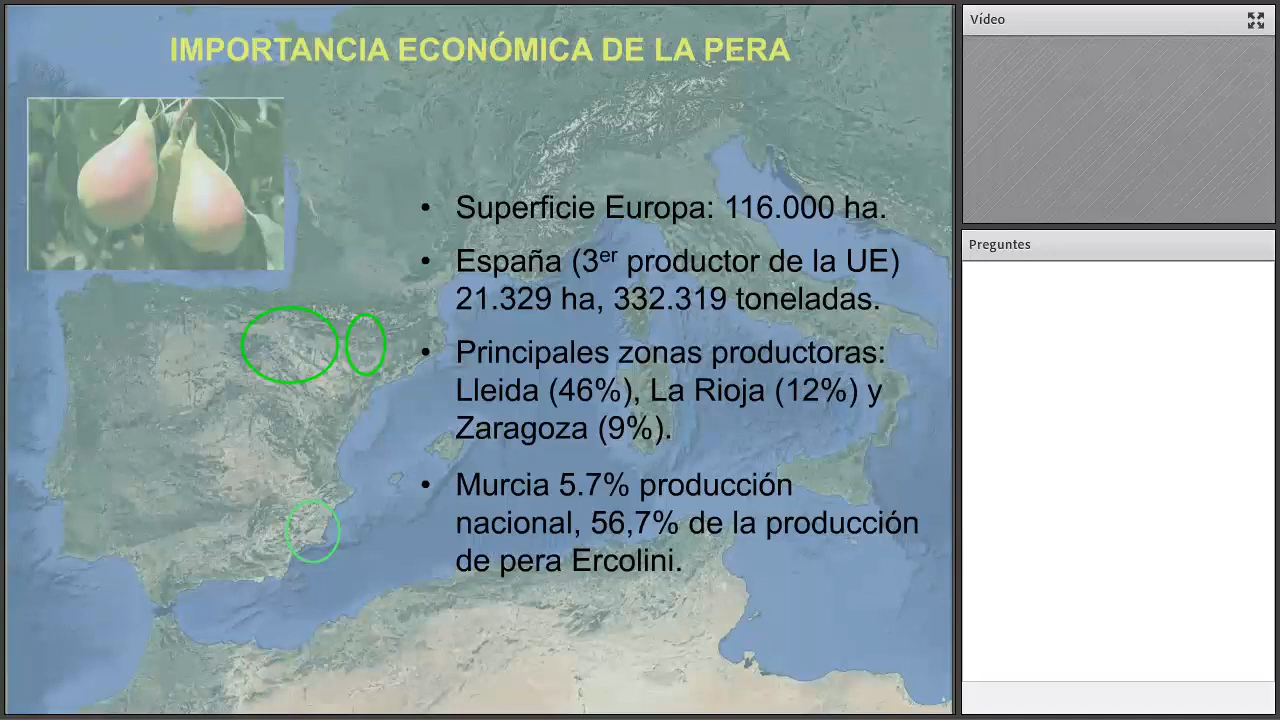 IMPORTANCIA ECONÓMICA DE LA PERA
• Superficie Europa: 116.000 ha.
• España (3er productor de la UE)
21.329 ha, 332.319 toneladas.
• Principales zonas productoras:
Lleida (46%), La Rioja (12%) y
Zaragoza (9%).
• Murcia 5.7% producción
nacional, 56,7% de la producción
de pera Ercolini.
Vídeo
Preguntes